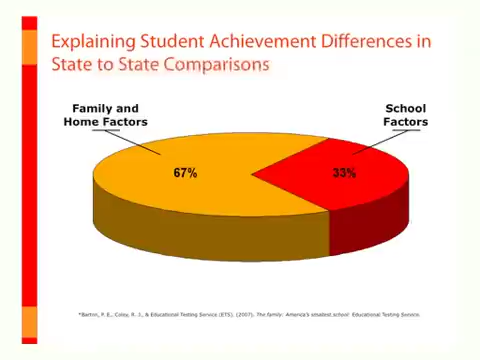 Explaining Student Achievement Differences in
State to State Comparisons
Family and
Home Factors
School
Factors
67%
33%
*Barton, P. E., Coley, R. J., & Educational Testing Service (ETS). (2007). The family: America's smallest school. Educational Testing Service.